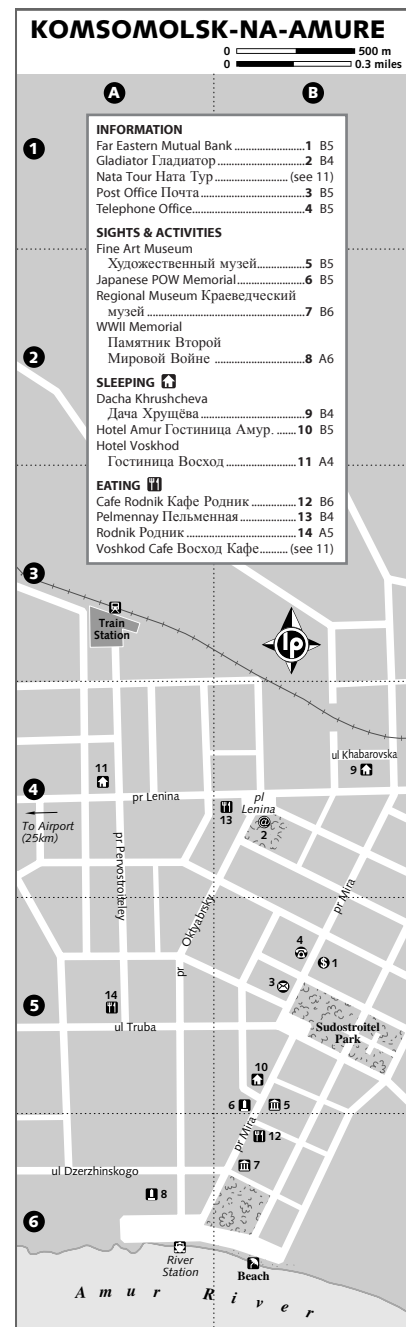 KOMSOMOLSK-NA-AMURE
0 500 m
0 0.3 miles
A B
1
INFORMATION
Far Eastern Mutual Bank ........................1 B5
Gladiator Гладиатор ........................2 B4
Nata Tour Ната Тур ........................(see 11)
Post Office Почта ........................3 B5
Telephone Office........................4 B5
SIGHTS & ACTIVITIES
Fine Art Museum
Художественный музей........................5 B5
Japanese POW Memorial........................6 B5
Regional Museum Краеведческий
музей ........................7 B6
WWII Memorial
Памятник Второй
Мировой Войне ........................8 A6
2
SLEEPING
Dacha Khrushcheva
Дача Хрущёва ........................9 B4
Hotel Amur Гостиница Амур. ......10 B5
Hotel Voskhod
Гостиница Восход ........................11 A4
EATING
Cafe Rodnik Кафе Родник ..............12 B6
Pelmennay Пельменная ..............13 B4
Rodnik Родник ........................14 A5
Voshkod Cafe Восход Кафе..........(see 11)
3
Train
Station
lp
ul Khabarovska
9
11
4
pr Lenina
13
pl
Lenina
@
2
To Airport
(25km)
pr Pervostroiteley
pr Oktyabrsky
pr Mira
4
$ 1
3
14
5
ul Truba
Sudostroitel
Park
10
6
5
pr Mira
12
7
ul Dzerzhinskogo
8
6
River
Station
Beach
Amur River